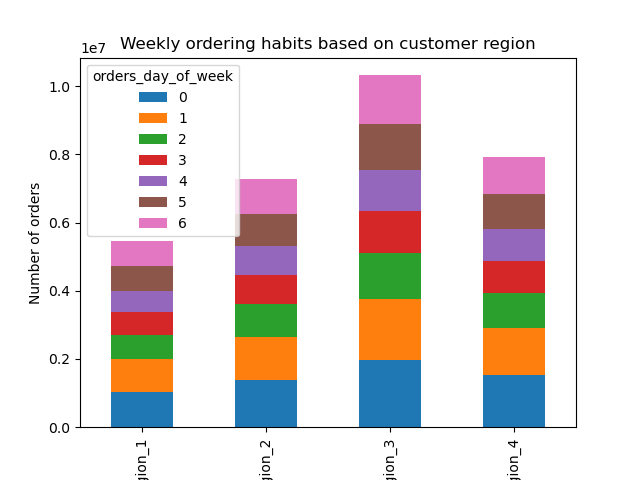 Weekly ordering habits based on customer region
1e7
1.0
0.8
0.6
0.4
0.2
0.0
Number of orders
orders_day_of_week
0
1
2
3
4
5
6
gion_1
gion_2
gion_3
gion_4